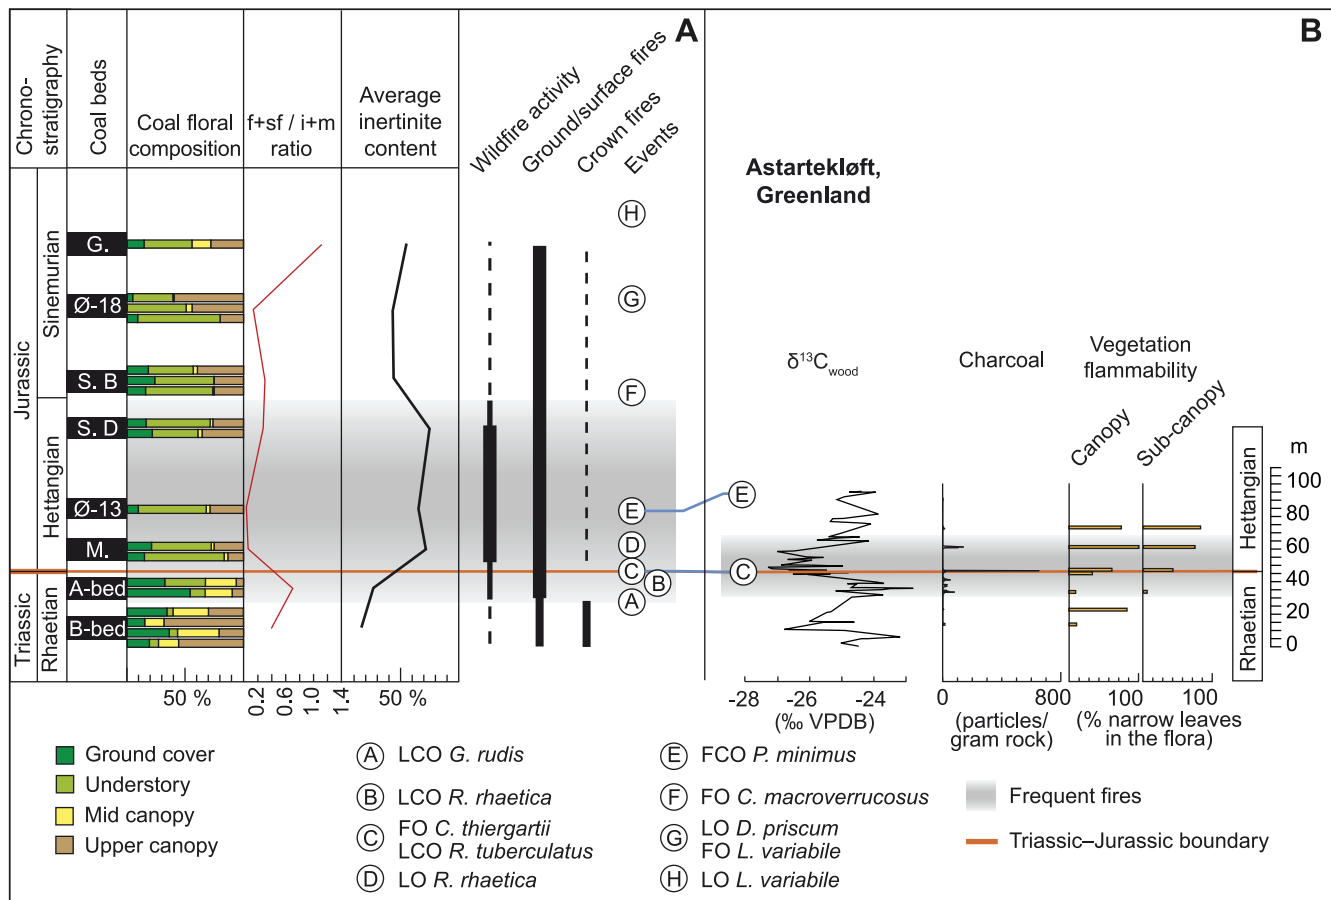 A
B
Chrono-
stratigraphy
Coal beds
Coal floral
composition
f+sf / i+m
ratio
Average
inertinite
content
Wildfire activity
Ground/surface fires
Crown fires
Events
Jurassic
Triassic
Sinemurian
Hettangian
Rhaetian
G.
Ø-18
S. B
S. D
Ø-13
M.
A-bed
B-bed
H
G
F
E
D
C
B
A
50 %
0.2
0.6
1.0
1.4
50 %
Astartekløft,
Greenland
δ13Cwood
Charcoal
Vegetation
flammability
Canopy
Sub-canopy
E
C
Hettangian
Rhaetian
m
100
80
60
40
20
0
-28
-26
-24
(‰ VPDB)
0
800
(particles/
gram rock)
100
100
(% narrow leaves
in the flora)
Ground cover
Understory
Mid canopy
Upper canopy
A LCO G. rudis
B LCO R. rhaetica
C FO C. thiergartii
LCO R. tuberculatus
D LO R. rhaetica
E FCO P. minimus
F FO C. macroverrucosus
G LO D. priscum
FO L. variabile
H LO L. variabile
Frequent fires
Triassic–Jurassic boundary